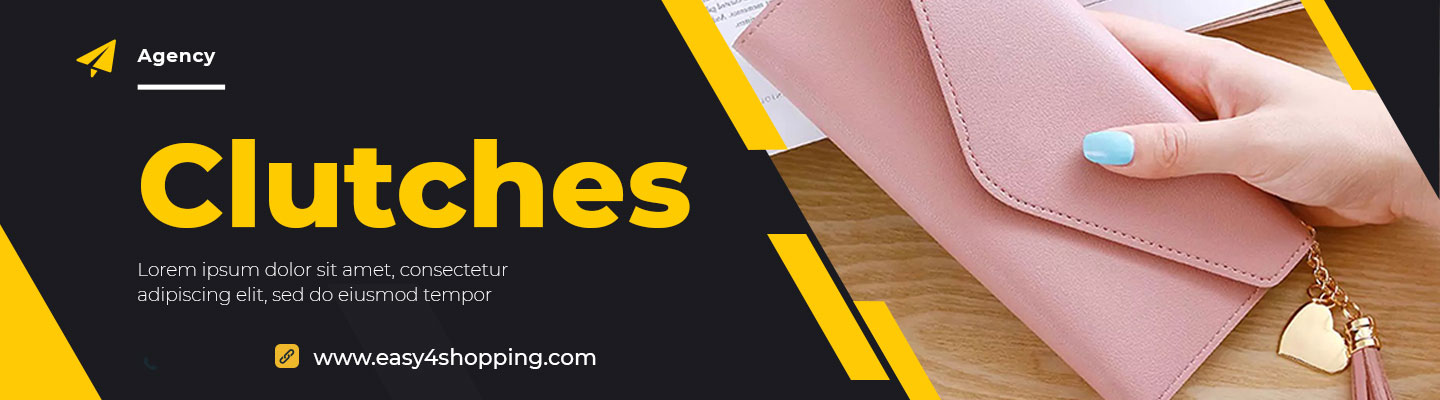 Agency
Clutches
Lorem ipsum dolor sit amet, consectetur
adipiscing elit, sed do eiusmod tempor
www.easy4shopping.com